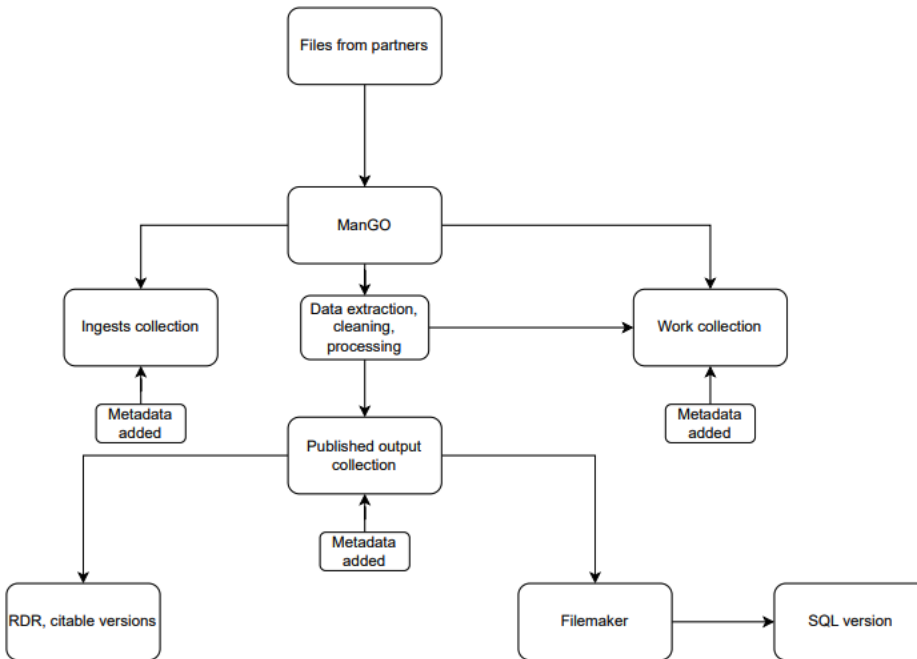 Files from partners
ManGO
Ingests collection
Data extraction,
cleaning,
processing
Work collection
Metadata
added
Metadata
added
Published output
collection
Metadata
added
RDR, citable versions
Filemaker
SQL version